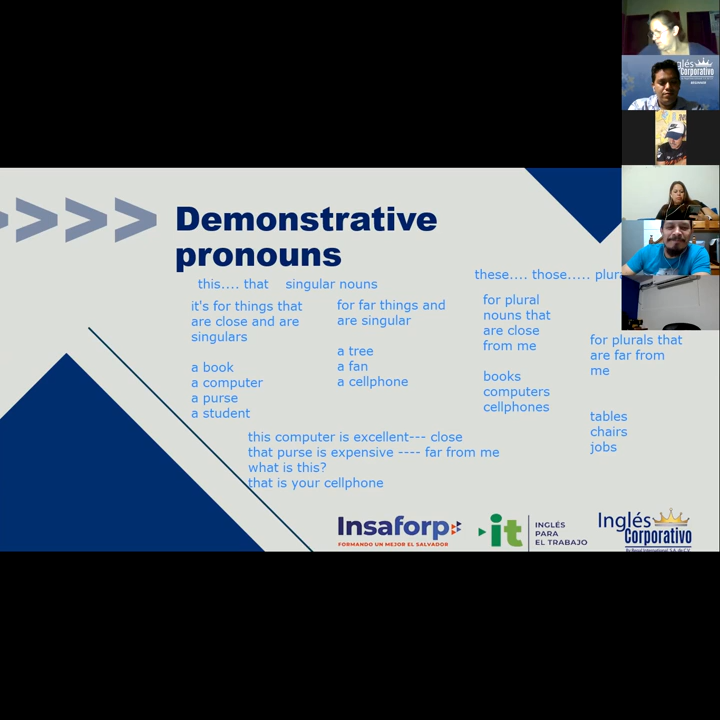 >>>>
Demonstrative
pronouns
this.... that singular nouns
these.... those.....
it's for things that
are close and are
singulars
a book
a computer
a purse
a student
for far things and
are singular
a tree
a fan
a cellphone
for plural
nouns that
are close
from me
books
computers
cellphones
for plurals that
are far from
me
tables
chairs
jobs
this computer is excellent--- close
that purse is expensive ---- far from me
what is this?
that is your cellphone
Insaforp
FORMANDO UN MEJOR EL SALVADOR
it
INGLÉS
PARA
EL TRABAJO
Inglés
Corporativo
Corporativo